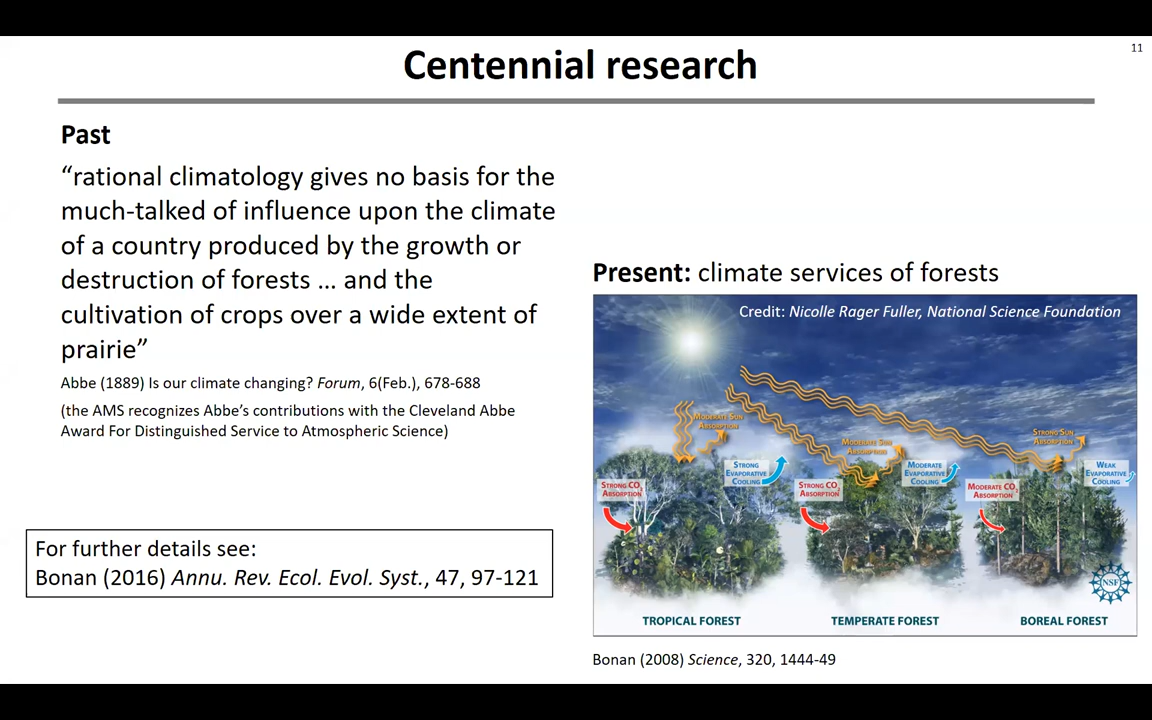 11
Centennial research
Past
“rational climatology gives no basis for the
much-talked of influence upon the climate
of a country produced by the growth or
destruction of forests … and the
cultivation of crops over a wide extent of
prairie”
Abbe (1889) Is our climate changing? Forum, 6(Feb.), 678-688
(the AMS recognizes Abbe’s contributions with the Cleveland Abbe
Award For Distinguished Service to Atmospheric Science)
For further details see:
Bonan (2016) Annu. Rev. Ecol. Evol. Syst., 47, 97-121
Present: climate services of forests
Credit: Nicolle Rager Fuller, National Science Foundation
MODERATE SUN
ABSORPTION
STRONG EVAPORATIVE
COOLING
STRONG CO2
ABSORPTION
TROPICAL FOREST
MODERATE SUN
ABSORPTION
MODERATE
EVAPORATIVE
COOLING
STRONG CO2
ABSORPTION
TEMPERATE FOREST
STRONG SUN
ABSORPTION
WEAK
EVAPORATIVE
COOLING
MODERATE CO2
ABSORPTION
BOREAL FOREST
NSF
Bonan (2008) Science, 320, 1444-49